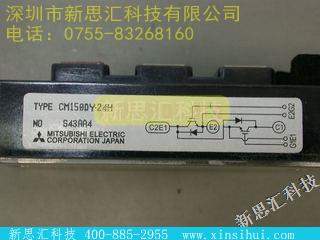 深圳市新思汇科技有限公司
电话：0755-83268160
TYPE CM150DY-24H
NO S43AA4
MITSUBISHI ELECTRIC
CORPORATION JAPAN
C2E1
E2
C1
E2G2
G1E1
新思汇科技
新思汇科技 400-885-2955 www.xinsihui.com